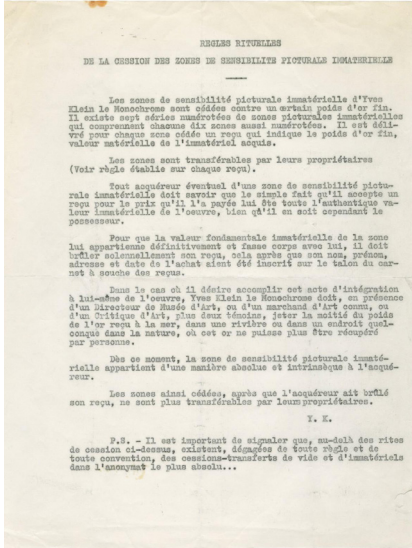 REGLES RITUELLES
DE LA CESSION DES ZONES DE SENSIBILITE PICTURALE IMMATERIELLE
Les zones de sensibilité picturale immatérielle d'Yves
Klein le Monochrome sont cédées contre un certain poids d'or fin.
Il existe sept séries numérotées de zones picturales immatérielles
qui comprennent chacune dix zones aussi numérotées. Il est déli-
vré pour chaque zone cédée un reçu qui indique le poids d'or fin,
valeur matérielle de l'immatériel acquis.
Les zones sont transférables par leurs propriétaires
(Voir règle établie sur chaque reçu).
Tout acquéreur éventuel d'une zone de sensibilité pictu-
rale immatérielle doit savoir que le simple fait qu'il accepte un
reçu pour le prix qu'il l'a payée lui ôte toute l'authentique va-
leur immatérielle de l'oeuvre, bien qu'il en soit cependant le
possesseur.
Pour que la valeur fondamentale immatérielle de la zone
lui appartienne définitivement et fasse corps avec lui, il doit
brûler solennellement son reçu, cela après que son nom, prénom,
adresse et date de l'achat aient été inscrit sur le talon du car-
net à souche des reçus.
Dans le cas où il désire accomplir cet acte d'intégration
à lui-même de l'oeuvre, Yves Klein le Monochrome doit, en présence
d'un Directeur de Musée d'Art, ou d'un marchand d'Art connu, ou
d'un Critique d'Art, plus deux témoins, jeter la moitié du poids
de l'or reçu à la mer, dans une rivière ou dans un endroit quel-
conque dans la nature, où cet or ne puisse plus être récupéré
par personne.
Dès ce moment, la zone de sensibilité picturale immaté-
rielle appartient d'une manière absolue et intrinsèque à l'acqué-
reur.
Les zones ainsi cédées, après que l'acquéreur ait brûlé
son reçu, ne sont plus transférables par leurs propriétaires.
Y. K.
P.S. - Il est important de signaler que, au-delà des rites
de cession ci-dessus, existent, dégagées de toute règle et de
toute convention, des cessions-transferts de vide et d'immatériels
dans l'anonymat le plus absolu...